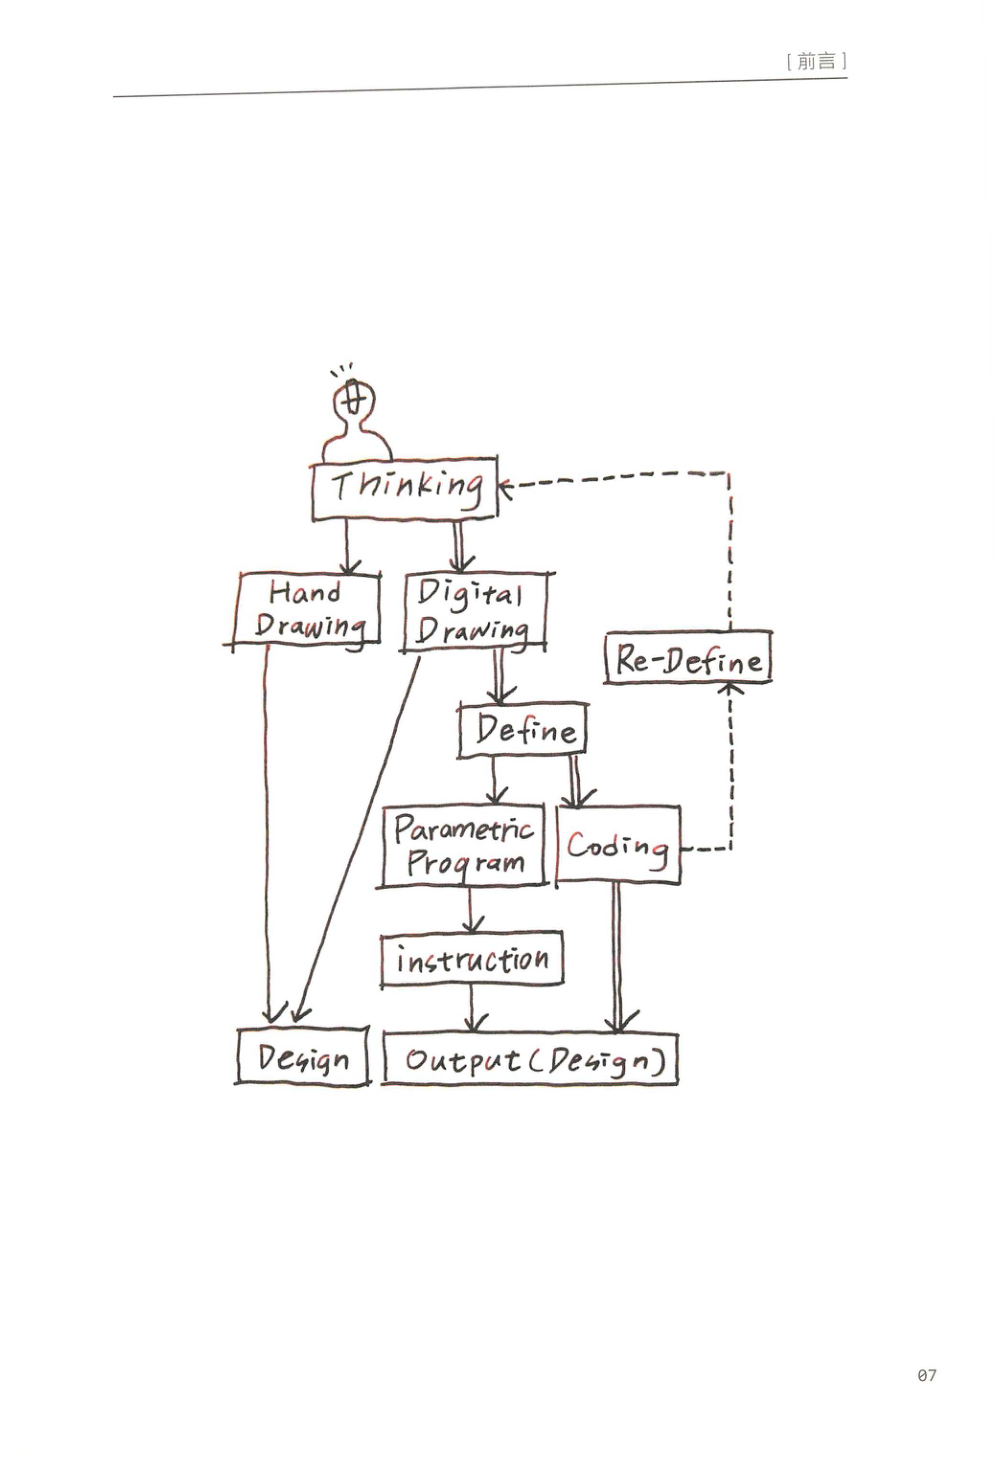 [ 前言 ]
Thinking
Hand
Drawing
Digital
Drawing
Re-Define
Define
Parametric
Program
Coding
instruction
Design
Output (Design)
07